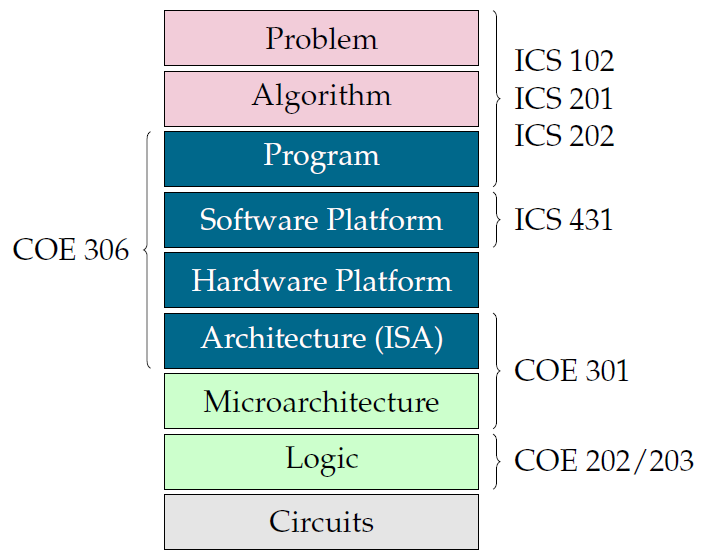 Problem
Algorithm
Program
Software Platform
Hardware Platform
Architecture (ISA)
Microarchitecture
Logic
Circuits
COE 306
ICS 102
ICS 201
ICS 202
ICS 431
COE 301
COE 202/203